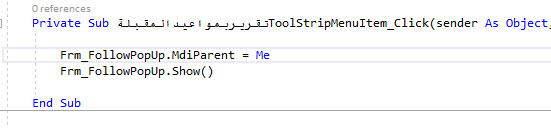 0 references
Private Sub تقريربمواعيدالمقبلةToolStripMenuItem_Click(sender As Object,
Frm_FollowPopUp.MdiParent = Me
Frm_FollowPopUp.Show()
End Sub